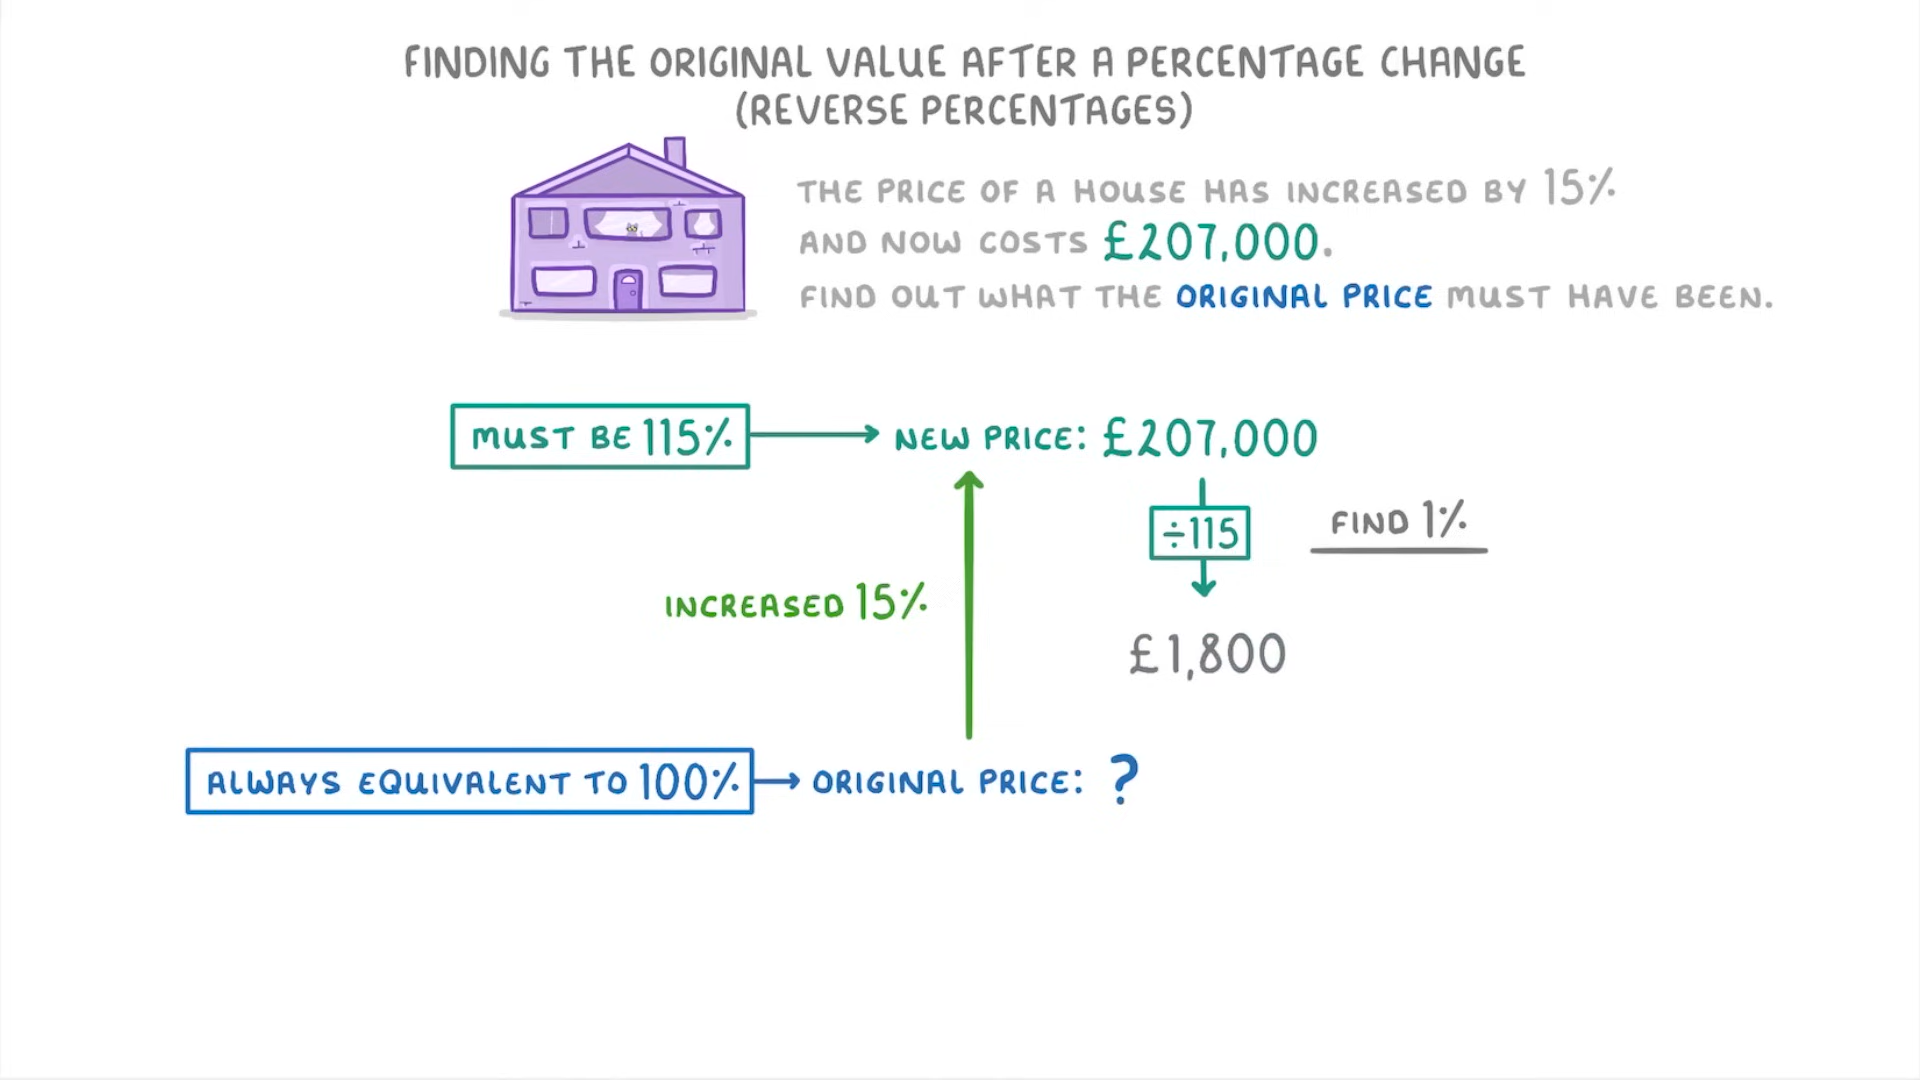 FINDING THE ORIGINAL VALUE AFTER A PERCENTAGE CHANGE
(REVERSE PERCENTAGES)
THE PRICE OF A HOUSE HAS INCREASED BY 15%
AND NOW COSTS £207,000.
FIND OUT WHAT THE ORIGINAL PRICE MUST HAVE BEEN.
MUST BE 115% NEW PRICE: £207,000
÷115 FIND 1%
INCREASED 15%
£1,800
ALWAYS EQUIVALENT TO 100% ORIGINAL PRICE: ?